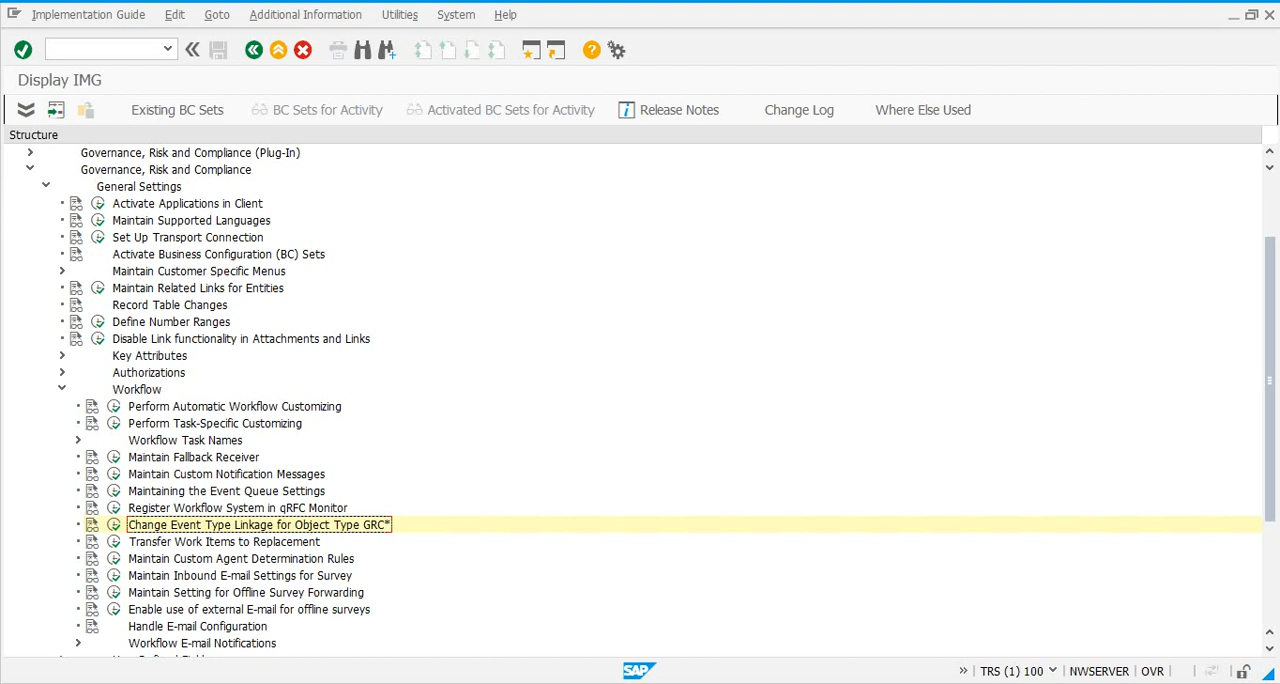 Implementation Guide Edit Goto Additional Information Utilities System Help
Display IMG
Existing BC Sets BC Sets for Activity Activated BC Sets for Activity Release Notes Change Log Where Else Used
Structure
Governance, Risk and Compliance (Plug-In)
Governance, Risk and Compliance
General Settings
Activate Applications in Client
Maintain Supported Languages
Set Up Transport Connection
Activate Business Configuration (BC) Sets
Maintain Customer Specific Menus
Maintain Related Links for Entities
Record Table Changes
Define Number Ranges
Disable Link functionality in Attachments and Links
Key Attributes
Authorizations
Workflow
Perform Automatic Workflow Customizing
Perform Task-Specific Customizing
Workflow Task Names
Maintain Fallback Receiver
Maintain Custom Notification Messages
Maintaining the Event Queue Settings
Register Workflow System in qRFC Monitor
Change Event Type Linkage for Object Type GRC*
Transfer Work Items to Replacement
Maintain Custom Agent Determination Rules
Maintain Inbound E-mail Settings for Survey
Maintain Setting for Offline Survey Forwarding
Enable use of external E-mail for offline surveys
Handle E-mail Configuration
Workflow E-mail Notifications
SAP » TRS (1) 100 NWSERVER OVR